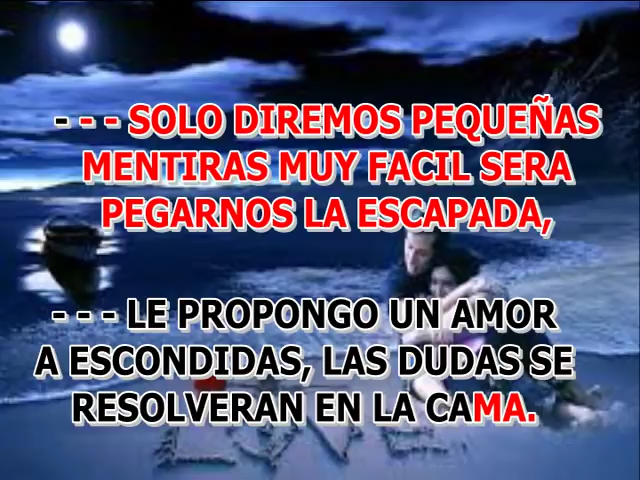 - - - SOLO DIREMOS PEQUEÑAS
MENTIRAS MUY FACIL SERA
PEGARNOS LA ESCAPADA,
- - - LE PROPONGO UN AMOR
A ESCONDIDAS, LAS DUDAS SE
RESOLVERAN EN LA CAMA.
LOVE